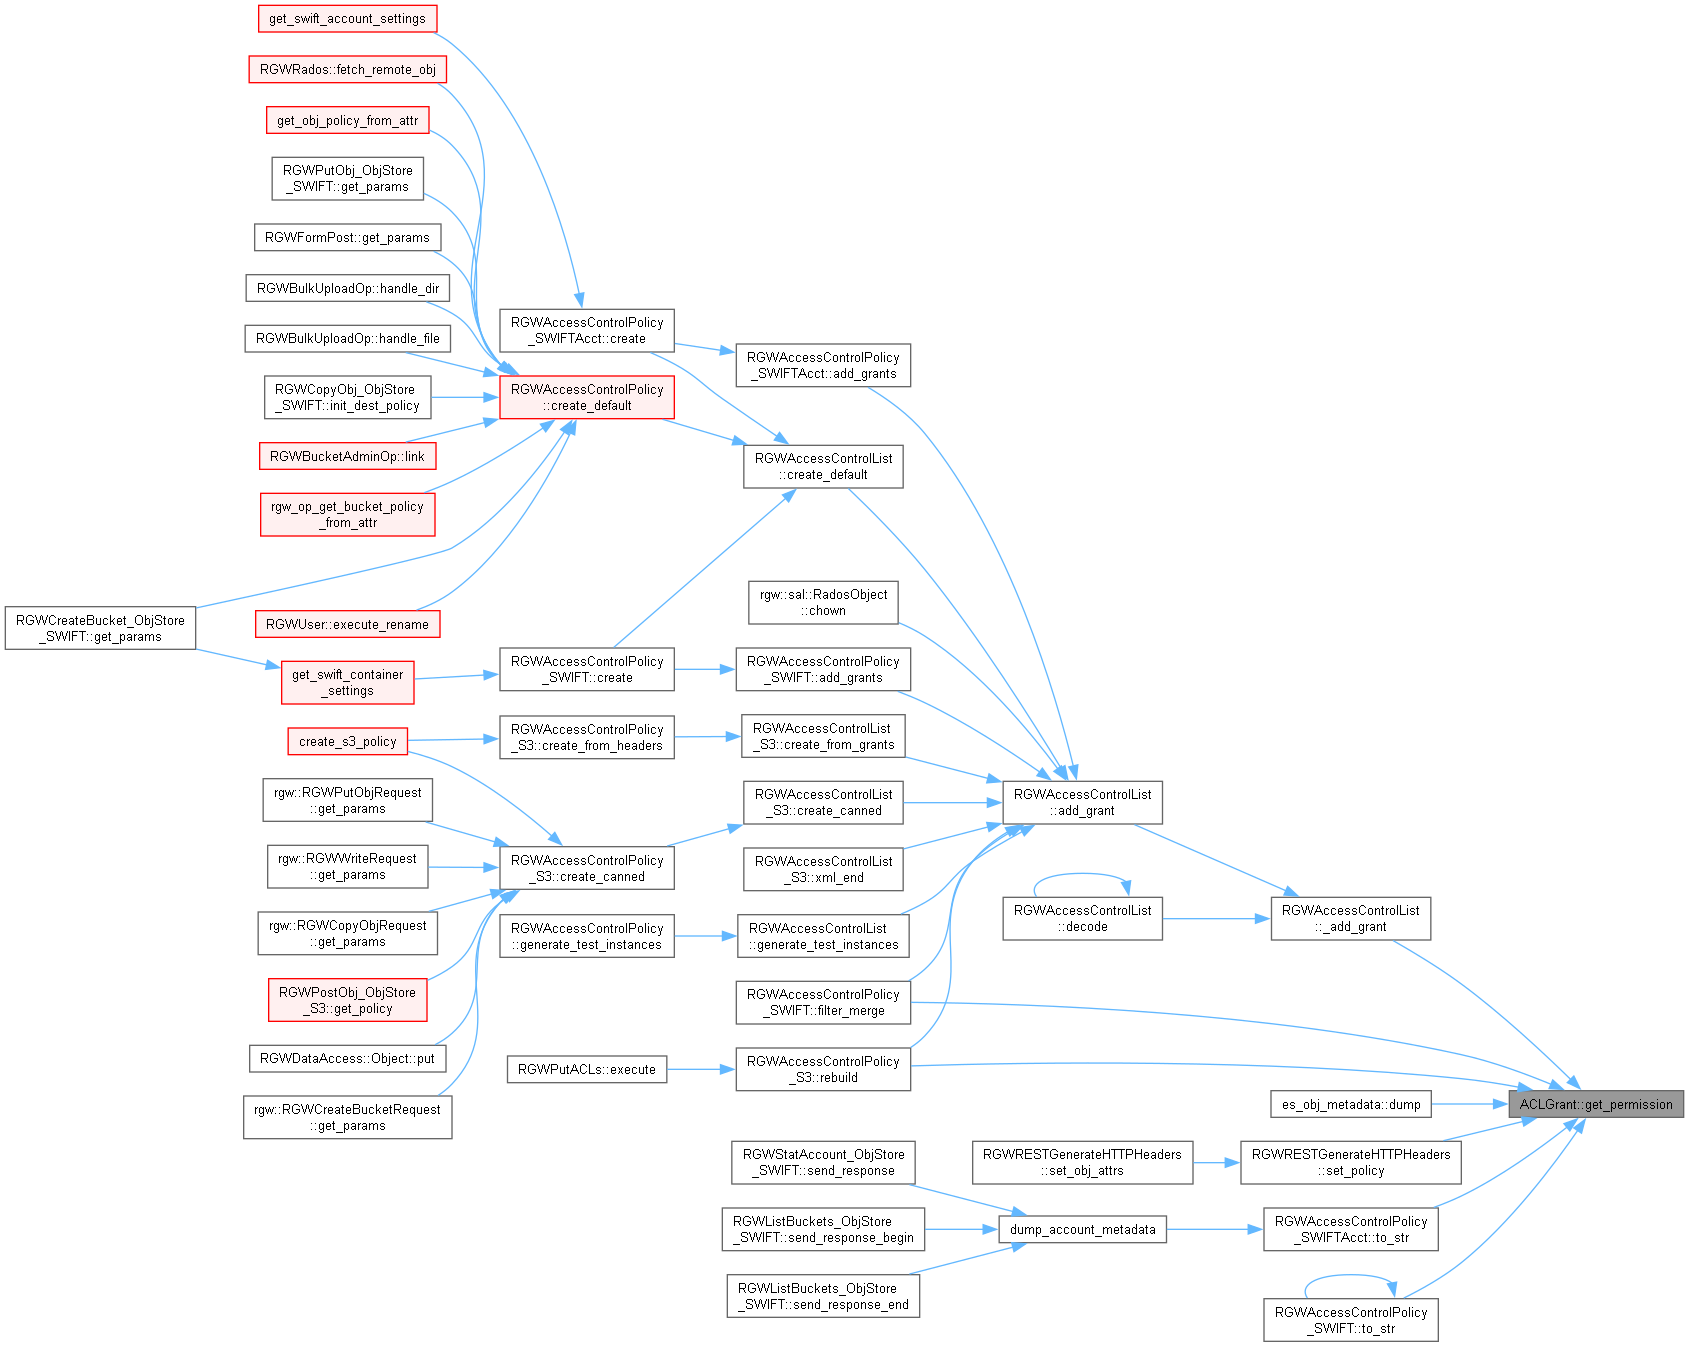 get_swift_account_settings
RGWRados::fetch_remote_obj
get_obj_policy_from_attr
RGWPutObj_ObjStore
_SWIFT::get_params
RGWFormPost::get_params
RGWBulkUploadOp::handle_dir
RGWBulkUploadOp::handle_file
RGWCopyObj_ObjStore
_SWIFT::init_dest_policy
RGWBucketAdminOp::link
rgw_op_get_bucket_policy
_from_attr
RGWCreateBucket_ObjStore
_SWIFT::get_params
RGWUser::execute_rename
get_swift_container
_settings
create_s3_policy
rgw::RGWPutObjRequest
::get_params
rgw::RGWWriteRequest
::get_params
rgw::RGWCopyObjRequest
::get_params
RGWPostObj_ObjStore
_S3::get_policy
RGWDataAccess::Object::put
rgw::RGWCreateBucketRequest
::get_params
RGWAccessControlPolicy
_SWIFTAcct::create
RGWAccessControlPolicy
::create_default
RGWAccessControlPolicy
_SWIFT::create
RGWAccessControlPolicy
_S3::create_from_headers
RGWAccessControlPolicy
_S3::create_canned
RGWAccessControlPolicy
::generate_test_instances
RGWPutACLs::execute
RGWAccessControlPolicy
_SWIFTAcct::add_grants
RGWAccessControlList
::create_default
rgw::sal::RadosObject
::chown
RGWAccessControlPolicy
_SWIFT::add_grants
RGWAccessControlList
_S3::create_from_grants
RGWAccessControlList
_S3::create_canned
RGWAccessControlList
_S3::xml_end
RGWAccessControlList
::generate_test_instances
RGWAccessControlPolicy
_SWIFT::filter_merge
RGWAccessControlPolicy
_S3::rebuild
RGWStatAccount_ObjStore
_SWIFT::send_response
RGWListBuckets_ObjStore
_SWIFT::send_response_begin
RGWListBuckets_ObjStore
_SWIFT::send_response_end
RGWAccessControlList
::add_grant
RGWAccessControlList
::decode
RGWRESTGenerateHTTPHeaders
::set_obj_attrs
dump_account_metadata
RGWAccessControlList
::_add_grant
es_obj_metadata::dump
RGWRESTGenerateHTTPHeaders
::set_policy
RGWAccessControlPolicy
_SWIFTAcct::to_str
RGWAccessControlPolicy
_SWIFT::to_str
ACLGrant::get_permission